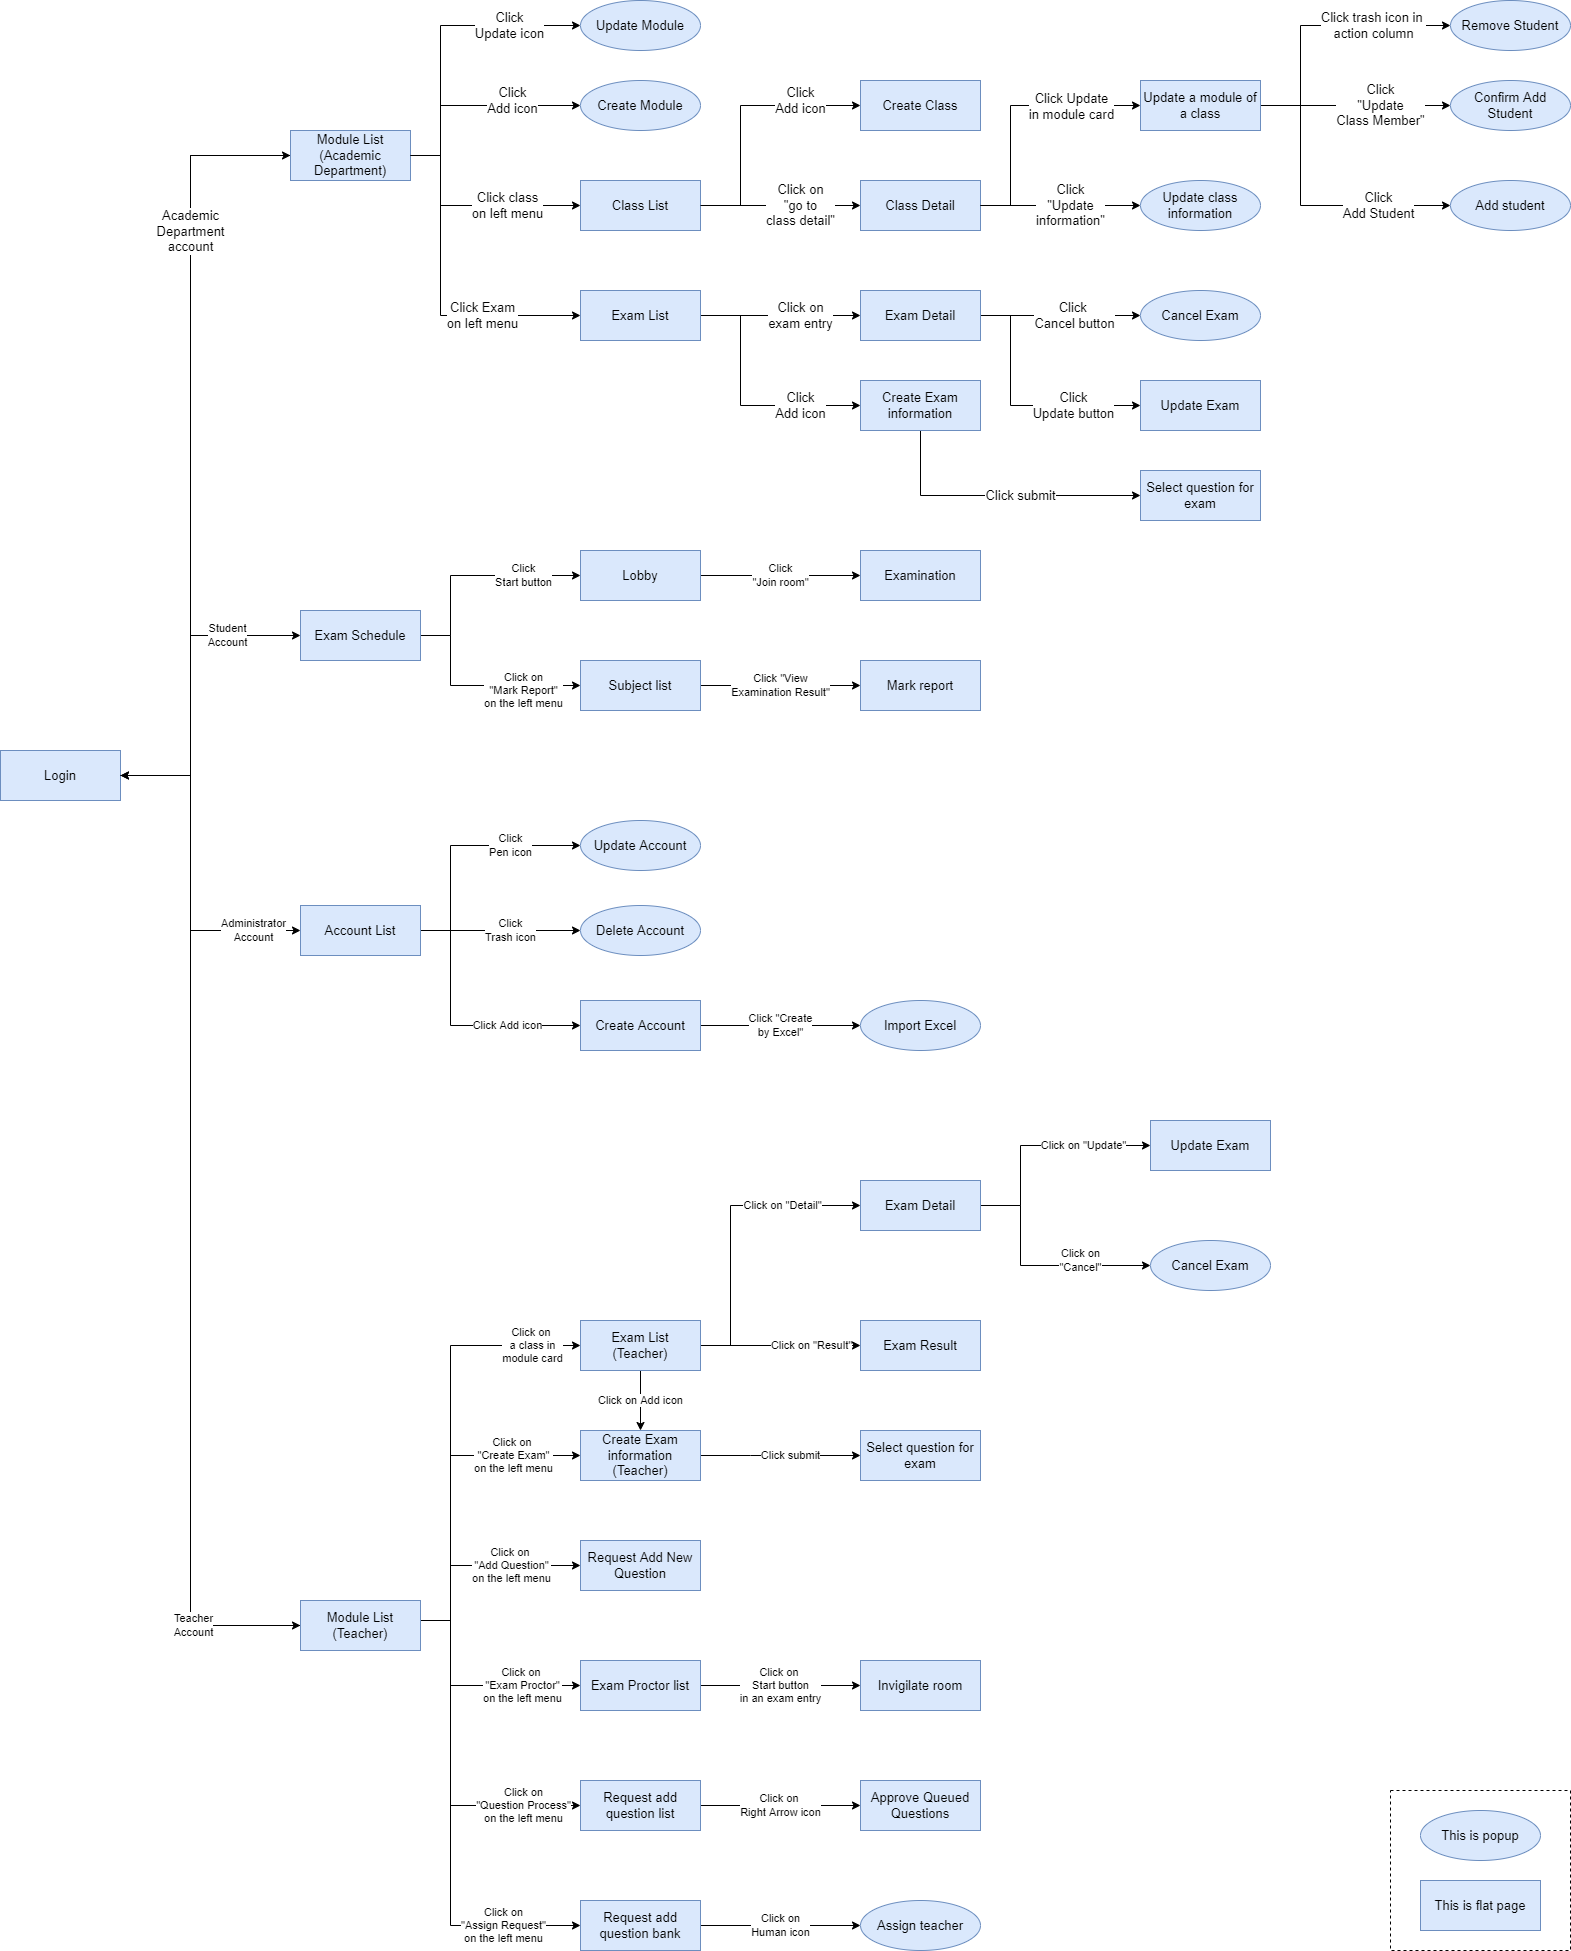 Click
Update icon
Update Module
Click trash icon in
action column
Remove Student
Click
Add icon
Create Module
Click
Add icon
Create Class
Click Update
in module card
Update a module of
a class
Click
"Update
Class Member"
Confirm Add
Student
Module List
(Academic
Department)
Click class
on left menu
Class List
Click on
"go to
class detail"
Class Detail
Click
"Update
information"
Update class
information
Click
Add Student
Add student
Academic
Department
account
Click Exam
on left menu
Exam List
Click on
exam entry
Exam Detail
Click
Cancel button
Cancel Exam
Click
Add icon
Create Exam
information
Click
Update button
Update Exam
Click submit
Select question for
exam
Click
Start button
Lobby
Click
"Join room"
Examination
Student
Account
Exam Schedule
Click on
"Mark Report"
on the left menu
Subject list
Click "View
Examination Result"
Mark report
Login
Click
Pen icon
Update Account
Administrator
Account
Account List
Click
Trash icon
Delete Account
Click Add icon
Create Account
Click "Create
by Excel"
Import Excel
Click on "Update"
Update Exam
Click on "Detail"
Exam Detail
Click on
"Cancel"
Cancel Exam
Click on
a class in
module card
Exam List
(Teacher)
Click on "Result"
Exam Result
Click on Add icon
Click on
"Create Exam"
on the left menu
Create Exam
information
(Teacher)
Click submit
Select question for
exam
Click on
"Add Question"
on the left menu
Request Add New
Question
Teacher
Account
Module List
(Teacher)
Click on
"Exam Proctor"
on the left menu
Exam Proctor list
Click on
Start button
in an exam entry
Invigilate room
Click on
"Question Process"
on the left menu
Request add
question list
Click on
Right Arrow icon
Approve Queued
Questions
This is popup
Click on
"Assign Request"
on the left menu
Request add
question bank
Click on
Human icon
Assign teacher
This is flat page